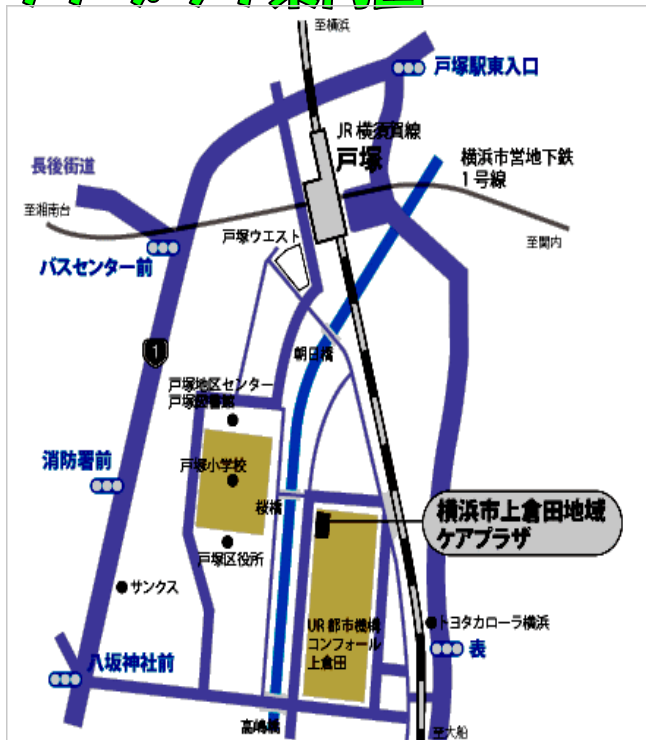 至横浜
戸塚駅東入口
JR横須賀線
戸塚
横浜市営地下鉄
1号線
長後街道
至湘南台
戸塚ウエスト
至関内
バスセンター前
1
朝日橋
戸塚地区センター
戸塚図書館
消防署前
戸塚小学校
桜橋
横浜市上倉田地域
ケアプラザ
戸塚区役所
サンクス
UR都市機構
コンフォール
上倉田
トヨタカローラ横浜
表
八坂神社前
高嶋橋
至大船